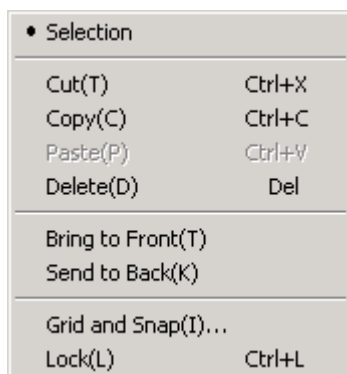 Selection
Cut(T) Ctrl+X
Copy(C) Ctrl+C
Paste(P) Ctrl+V
Delete(D) Del
Bring to Front(T)
Send to Back(K)
Grid and Snap(I)...
Lock(L) Ctrl+L